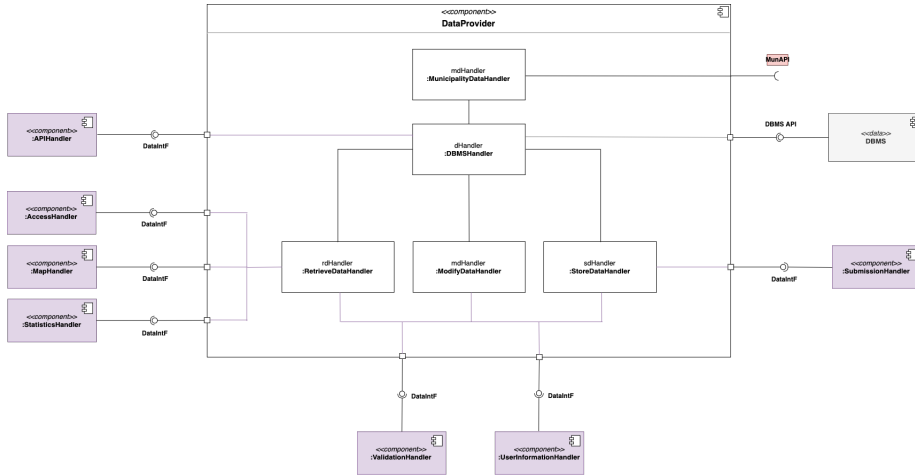 <<component>>
DataProvider
mdHandler
:MunicipalityDataHandler
MunAPI
<<component>>
:APIHandler
DataIntF
dHandler
:DBMSHandler
DBMS API
<<data>>
DBMS
<<component>>
:AccessHandler
DataIntF
<<component>>
:MapHandler
DataIntF
rdHandler
:RetrieveDataHandler
mdHandler
:ModifyDataHandler
sdHandler
:StoreDataHandler
DataIntF
<<component>>
:SubmissionHandler
<<component>>
:StatisticsHandler
DataIntF
DataIntF
DataIntF
<<component>>
:ValidationHandler
<<component>>
:UserInformationHandler